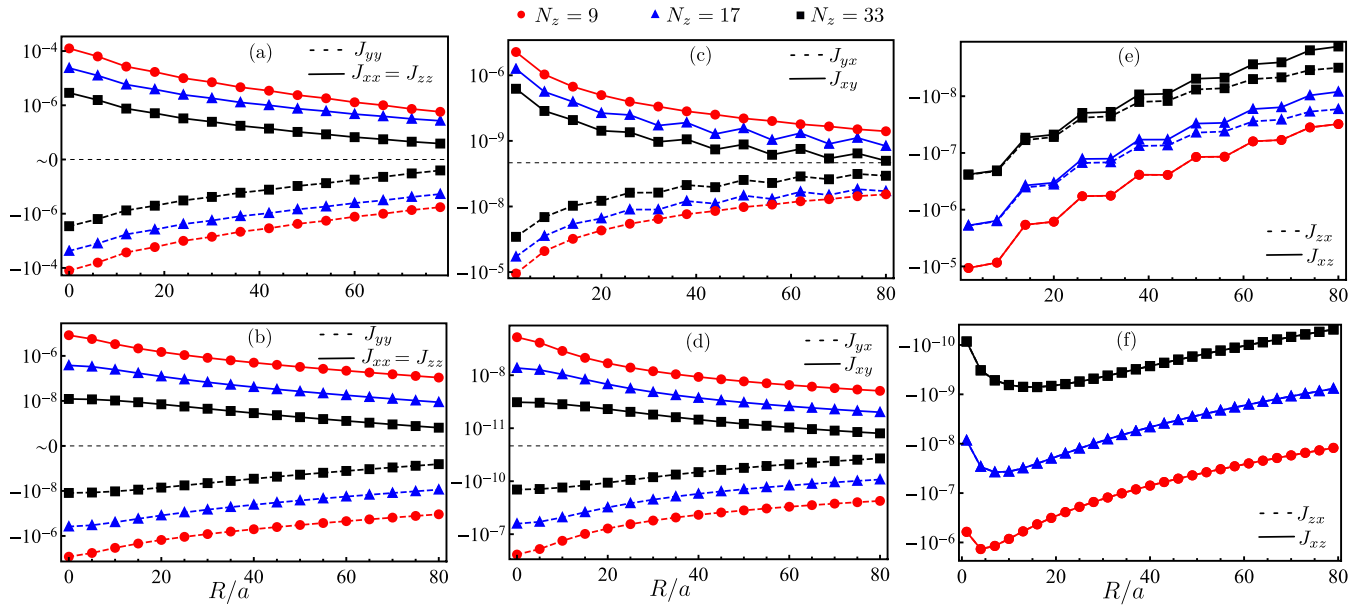 N_z = 9 N_z = 17 N_z = 33
(a)
J_yy
J_xx = J_zz
10^-4
10^-6
~0
-10^-6
-10^-4
0 20 40 60
(c)
J_yx
J_xy
10^-6
10^-9
-10^-8
-10^-5
20 40 60 80
(e)
-10^-8
-10^-7
-10^-6
-10^-5
J_zx
J_xz
0 20 40 60 80
(b)
J_yy
J_xx = J_zz
10^-6
10^-8
~0
-10^-8
-10^-6
0 20 40 60 80
R/a
(d)
J_yx
J_xy
10^-8
10^-11
-10^-10
-10^-7
0 20 40 60 80
R/a
(f)
-10^-10
-10^-9
-10^-8
-10^-7
-10^-6
J_zx
J_xz
0 20 40 60 80
R/a